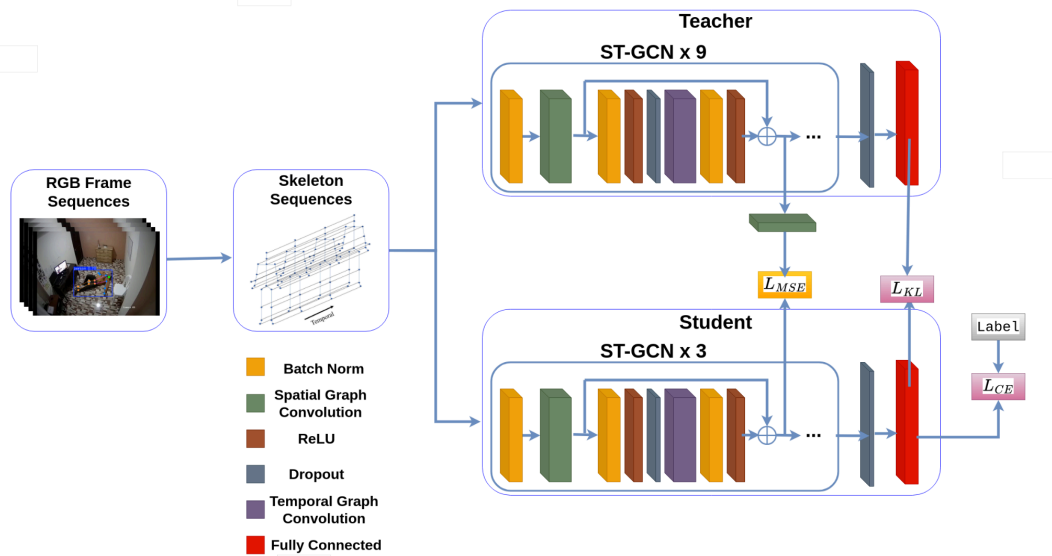 Teacher
ST-GCN x 9
...
RGB Frame
Sequences
Skeleton
Sequences
Temporal
L_MSE
L_KL
Label
L_CE
Student
ST-GCN x 3
...
Batch Norm
Spatial Graph
Convolution
ReLU
Dropout
Temporal Graph
Convolution
Fully Connected